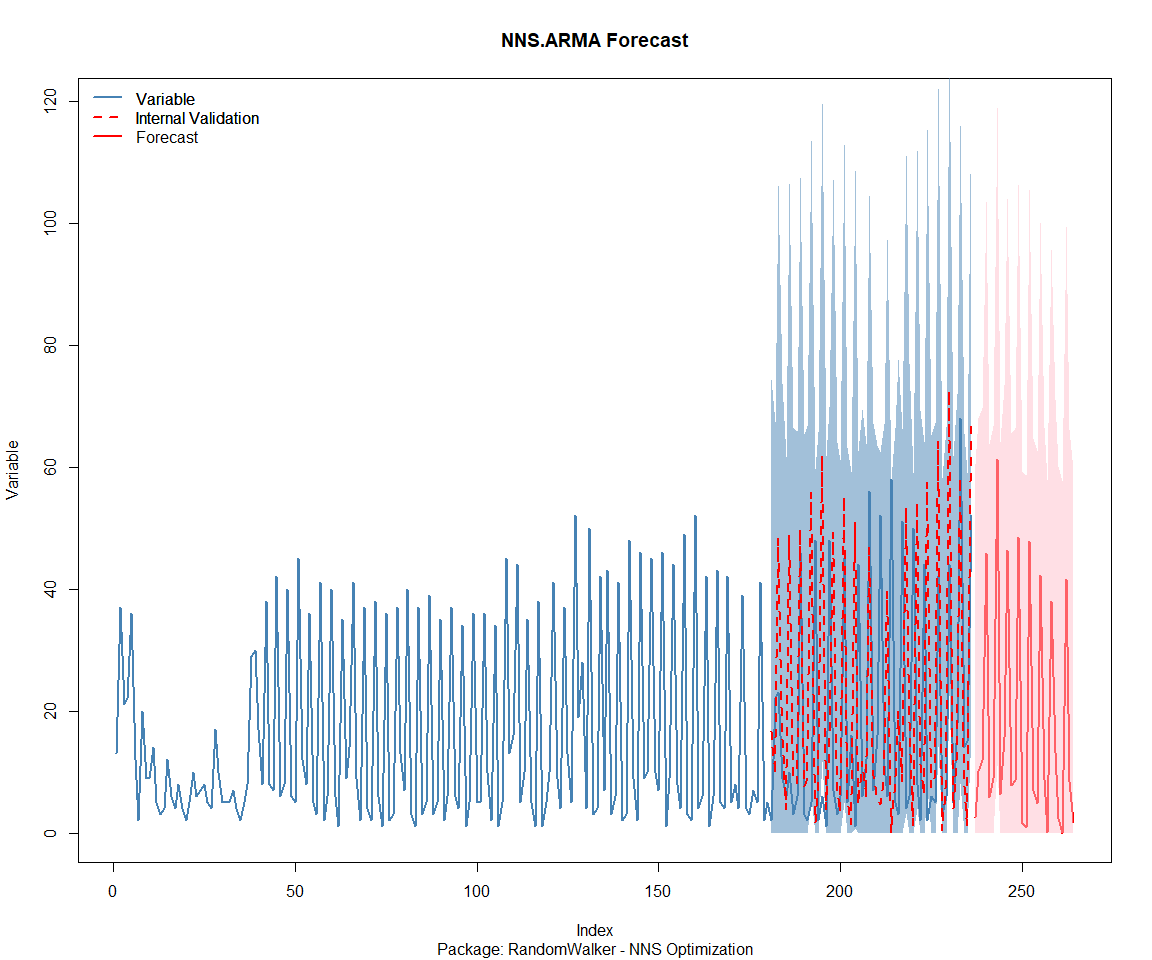 NNS.ARMA Forecast
Variable
Internal Validation
Forecast
120
100
80
60
40
20
0
Variable
0
50
100
150
200
250
Index
Package: RandomWalker - NNS Optimization